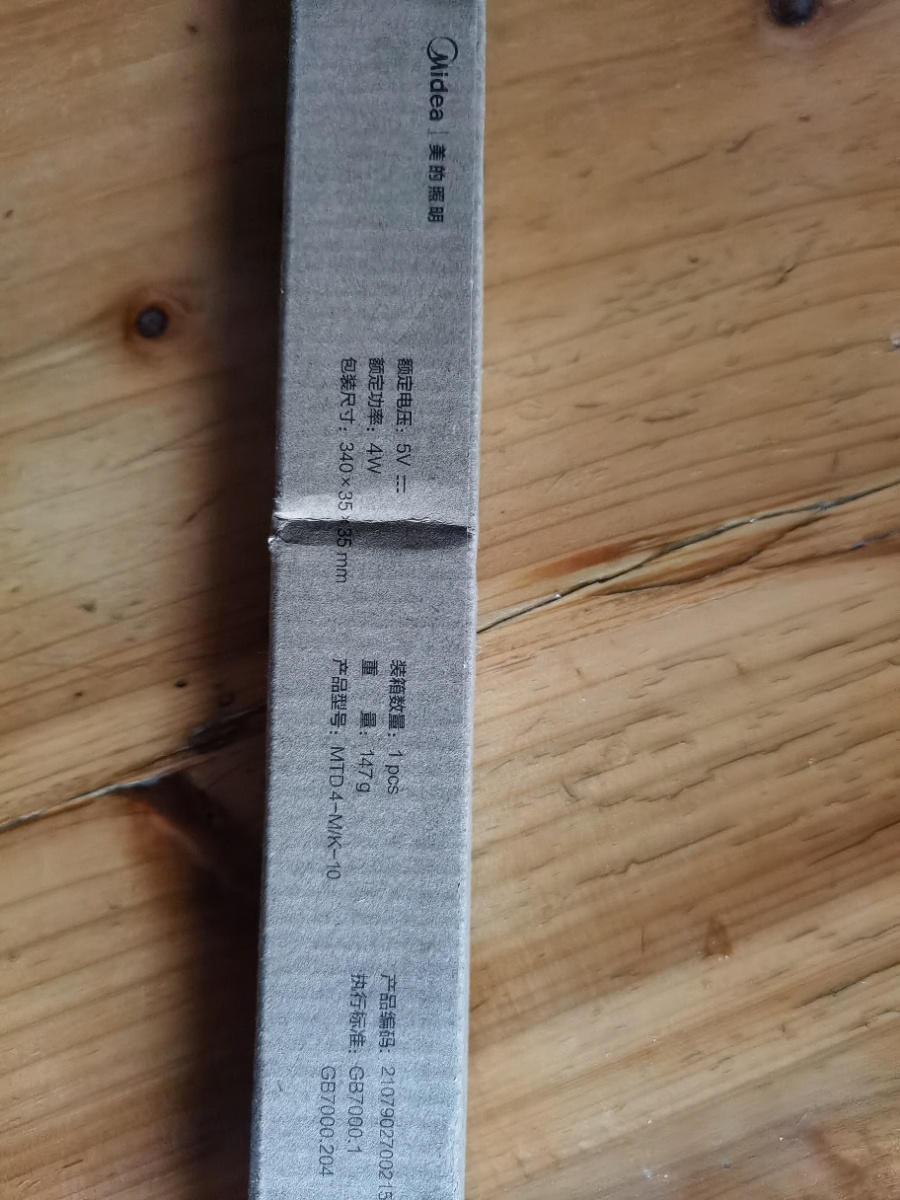 Midea | 美的照明
额定电压：5V ⎓
额定功率：4W
包装尺寸：340×35×35 mm
装箱数量：1 pcs
重 量：147g
产品型号：MTD4-M/K-10
产品编码：2107902700215
执行标准：GB7000.1
GB7000.204